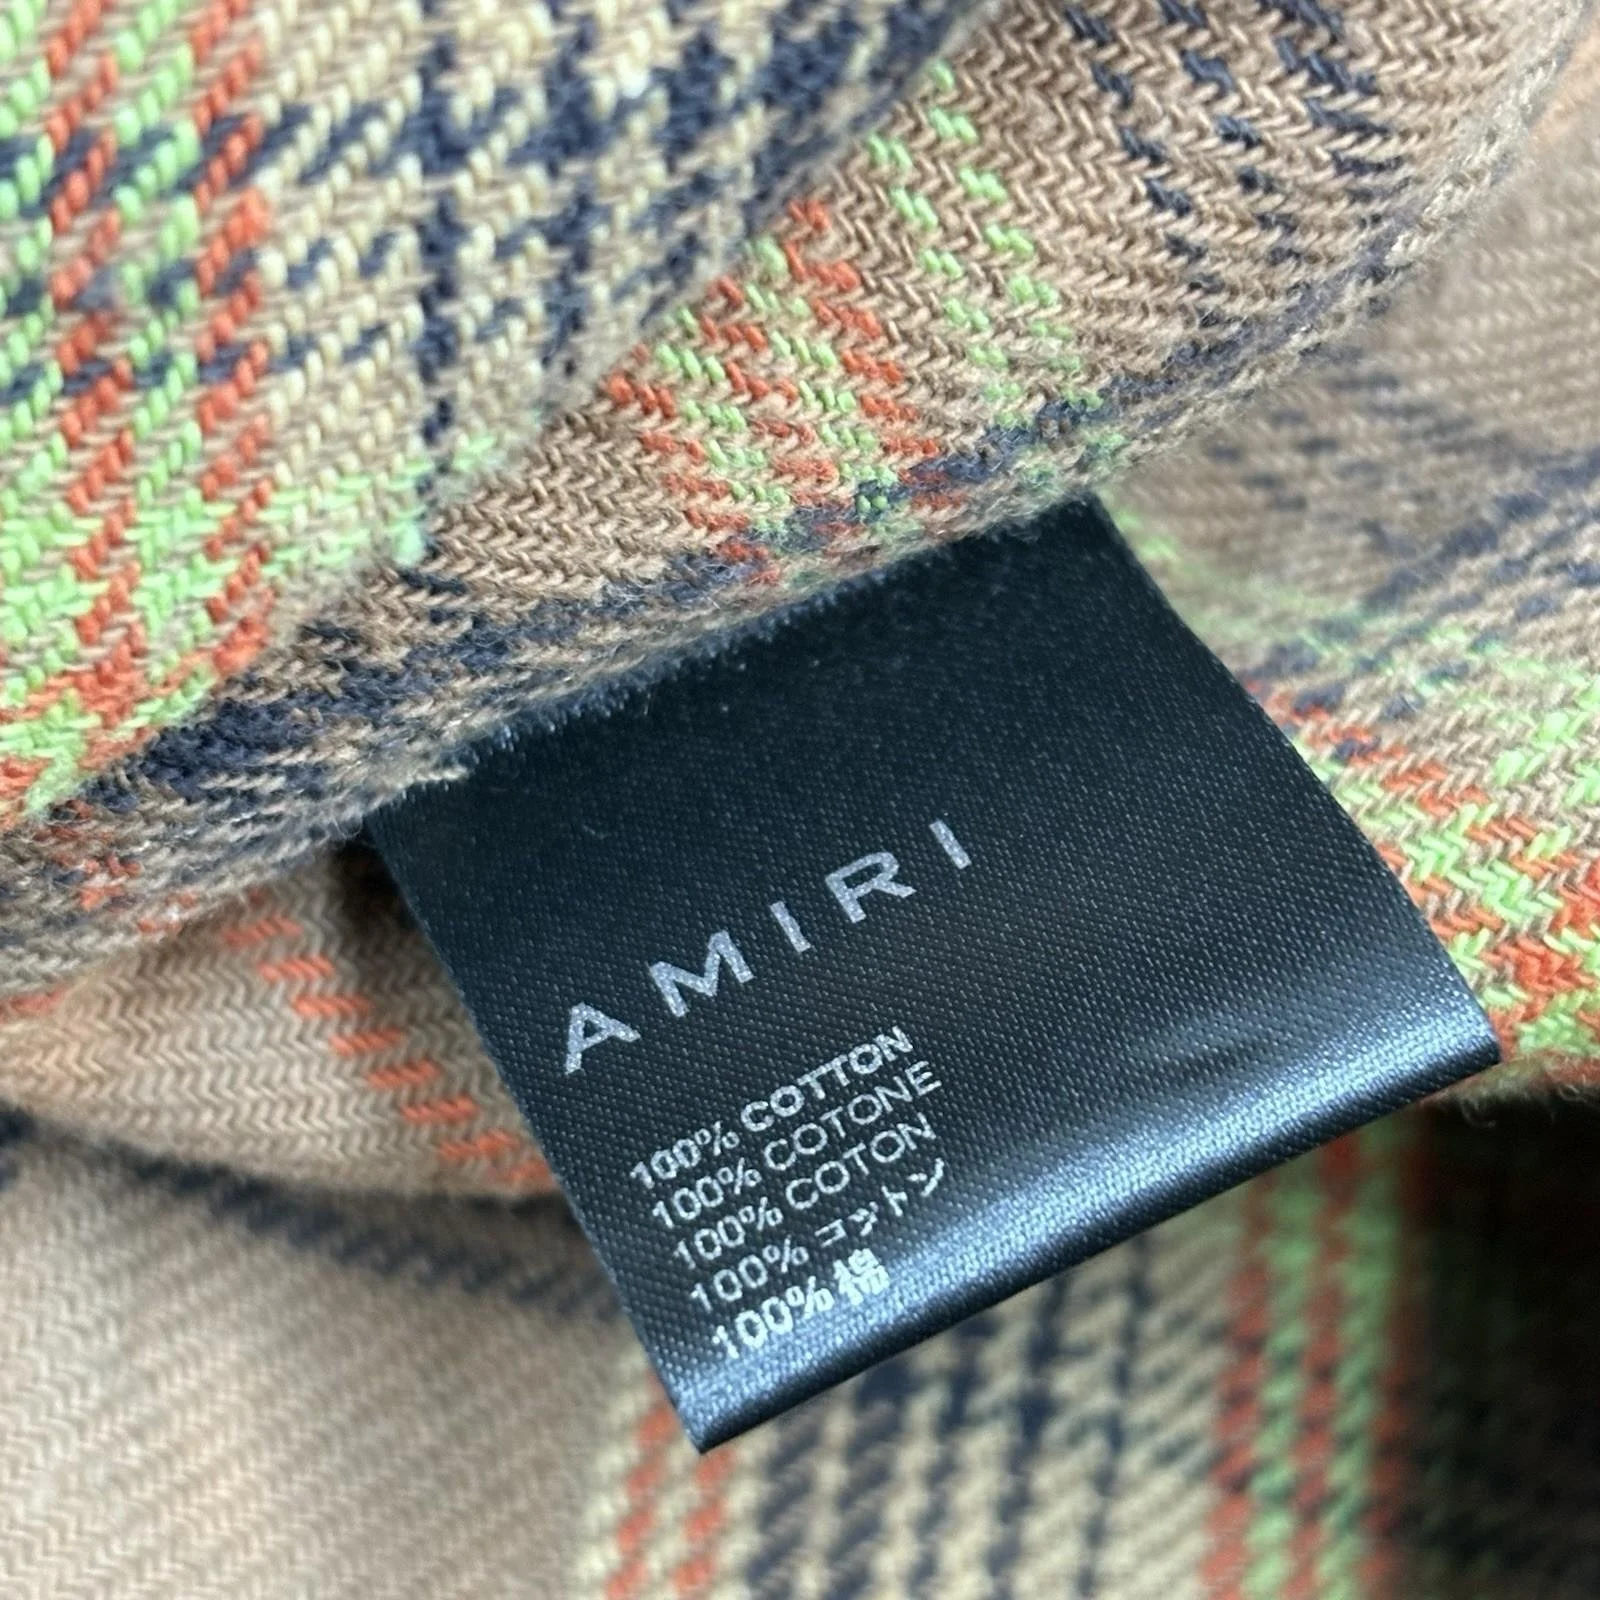 AMIRI
100% COTTON
100% COTONE
100% COTON
100% コットン
100% 棉